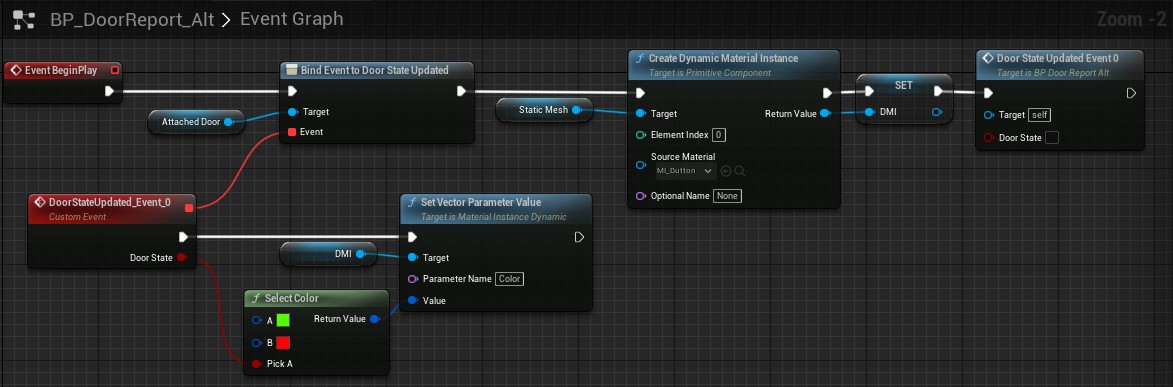 BP_DoorReport_Alt > Event Graph
Zoom -2
Event BeginPlay
Bind Event to Door State Updated
Target
Event
Attached Door
Static Mesh
Create Dynamic Material Instance
Target is Primitive Component
Target
Return Value
Element Index 0
Source Material
MI_Button
Optional Name None
SET
DMI
Door State Updated Event 0
Target is BP Door Report Alt
Target self
Door State
DoorStateUpdated_Event_0
Custom Event
Door State
DMI
Set Vector Parameter Value
Target is Material Instance Dynamic
Target
Parameter Name Color
Value
Select Color
A
Return Value
B
Pick A